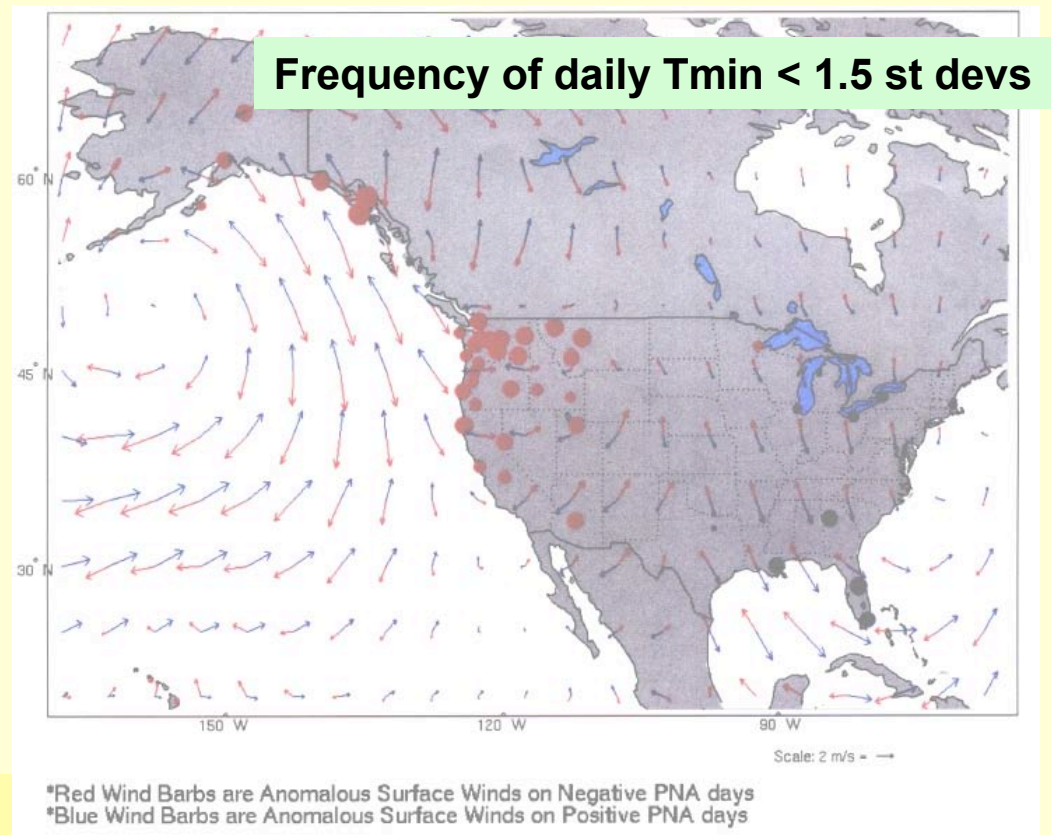 Frequency of daily Tmin < 1.5 st devs
60° N
45° N
30° N
150° W
120° W
90° W
Scale: 2 m/s = →
*Red Wind Barbs are Anomalous Surface Winds on Negative PNA days
*Blue Wind Barbs are Anomalous Surface Winds on Positive PNA days